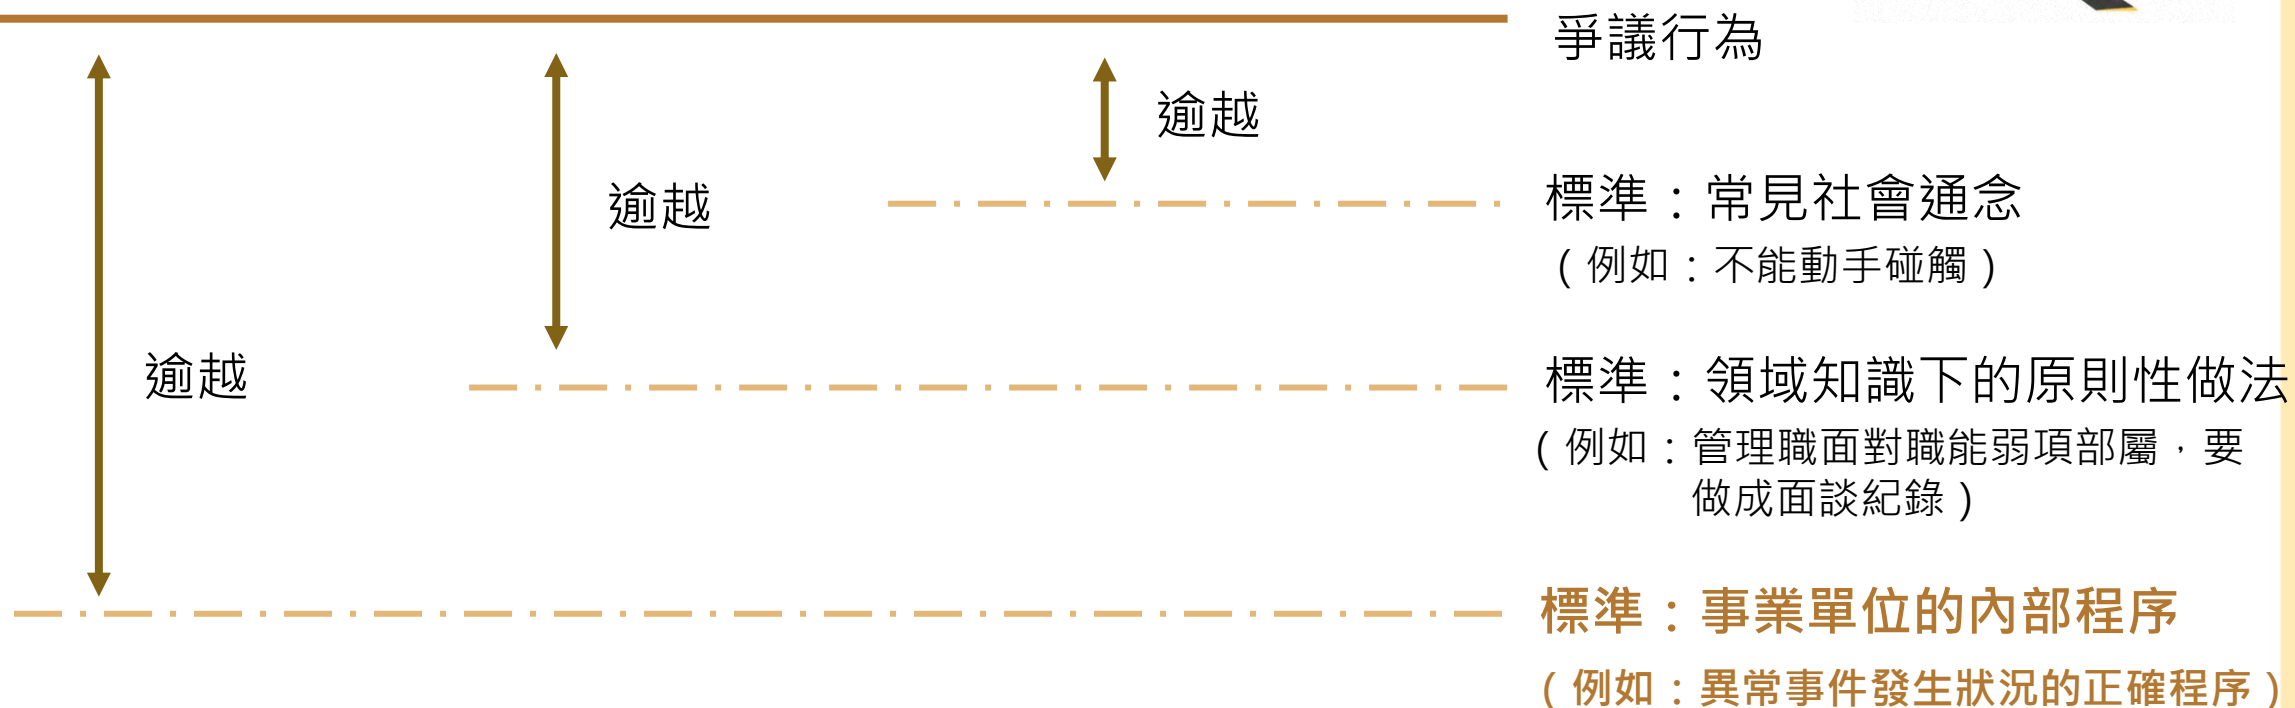 爭議行為
逾越
標準：常見社會通念
逾越
（例如：不能動手碰觸）
逾越
標準：領域知識下的原則性做法
（例如：管理職面對職能弱項部屬，要
做成面談紀錄）
標準：事業單位的內部程序
（例如：異常事件發生狀況的正確程序）